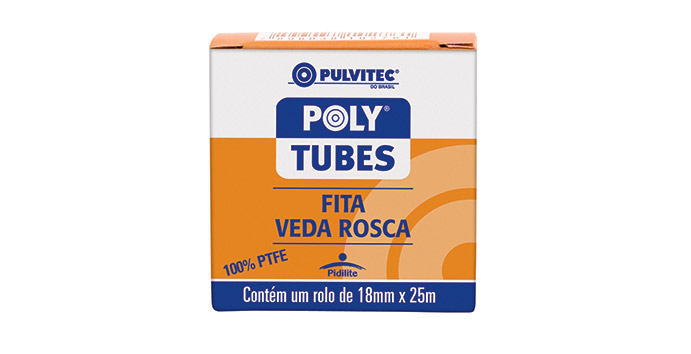 PULVITEC®
DO BRASIL
POLY®
TUBES
FITA
VEDA ROSCA
100% PTFE
Pidilite
Contém um rolo de 18mm x 25m